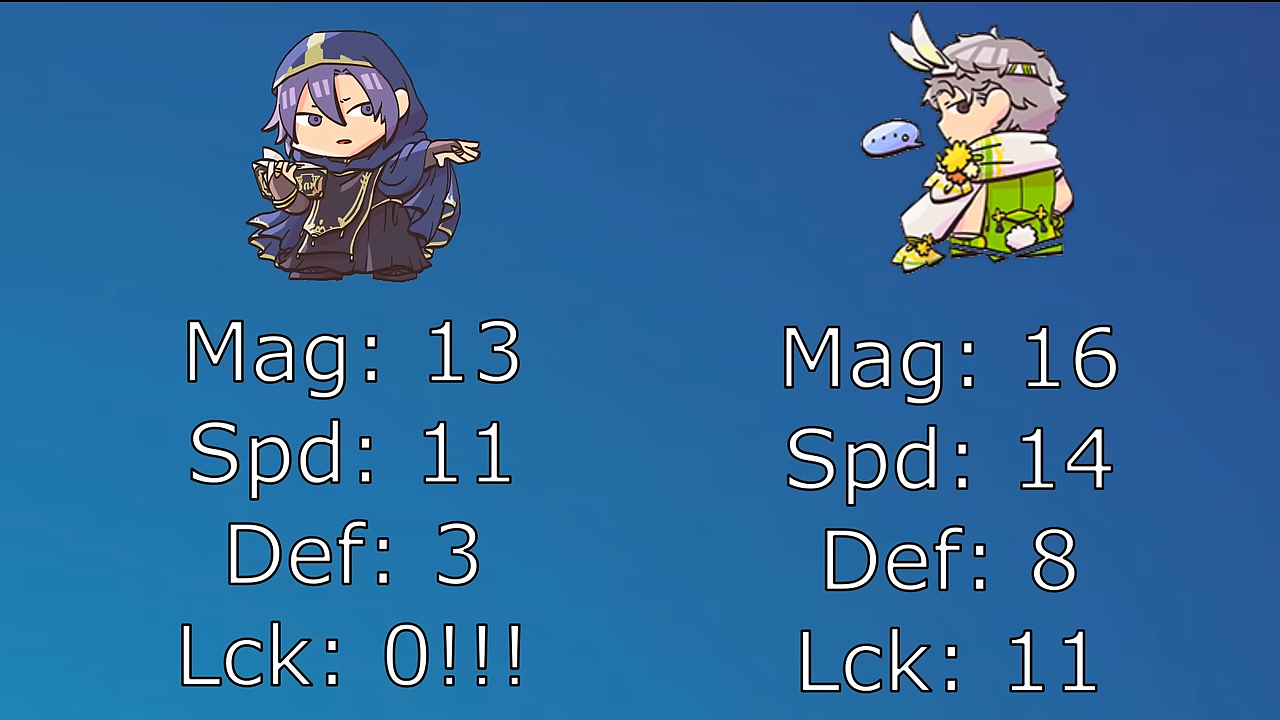 Mag: 13
Spd: 11
Def: 3
Lck: 0!!!
Mag: 16
Spd: 14
Def: 8
Lck: 11